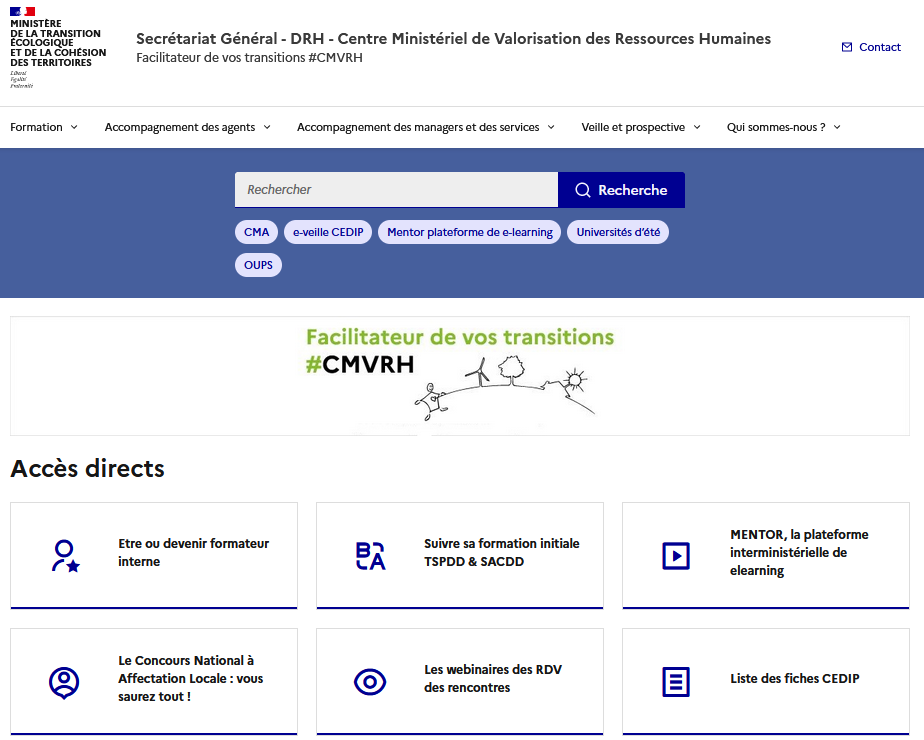 MINISTÈRE
DE LA TRANSITION
ÉCOLOGIQUE
ET DE LA COHÉSION
DES TERRITOIRES
Liberté
Égalité
Fraternité
Secrétariat Général - DRH - Centre Ministériel de Valorisation des Ressources Humaines
Facilitateur de vos transitions #CMVRH
Contact
Formation
Accompagnement des agents
Accompagnement des managers et des services
Veille et prospective
Qui sommes-nous ?
Rechercher
Recherche
CMA
e-veille CEDIP
Mentor plateforme de e-learning
Universités d'été
OUPS
Facilitateur de vos transitions
#CMVRH
Accès directs
Etre ou devenir formateur
interne
Suivre sa formation initiale
TSPDD & SACDD
MENTOR, la plateforme
interministérielle de
elearning
Le Concours National à
Affectation Locale : vous
saurez tout !
Les webinaires des RDV
des rencontres
Liste des fiches CEDIP